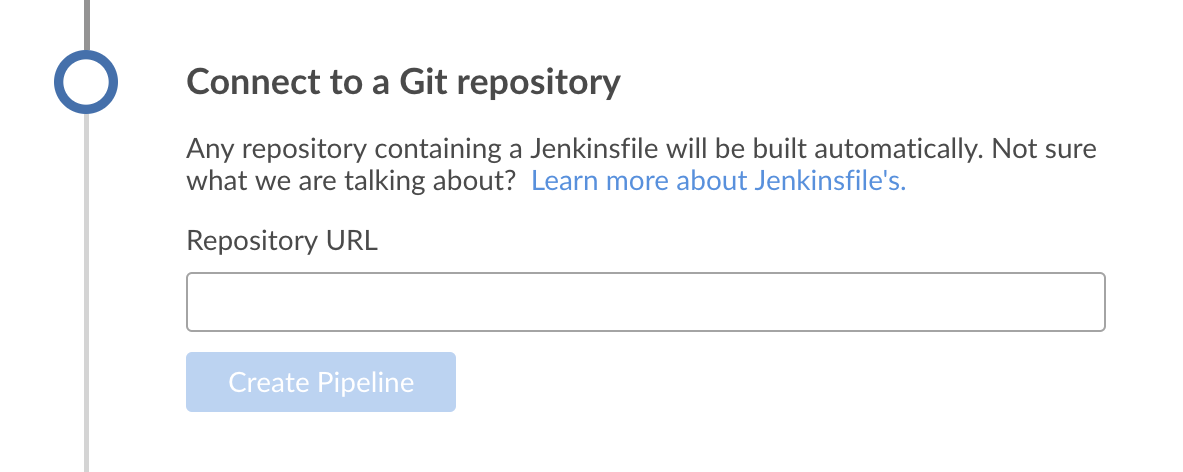 Connect to a Git repository
Any repository containing a Jenkinsfile will be built automatically. Not sure
what we are talking about? Learn more about Jenkinsfile's.
Repository URL
Create Pipeline